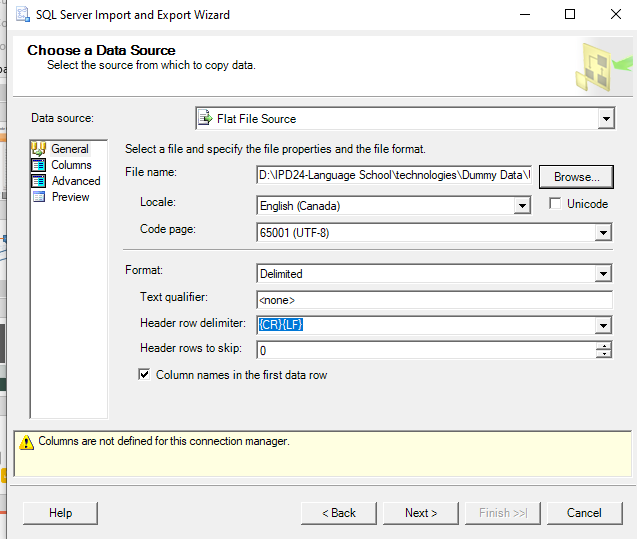 SQL Server Import and Export Wizard
Choose a Data Source
Select the source from which to copy data.
Data source:
Flat File Source
General
Columns
Advanced
Preview
Select a file and specify the file properties and the file format.
File name:
D:\IPD24-Language School\technologies\Dummy Data\
Browse...
Locale:
English (Canada)
Unicode
Code page:
65001 (UTF-8)
Format:
Delimited
Text qualifier:
<none>
Header row delimiter:
{CR}{LF}
Header rows to skip:
0
Column names in the first data row
Columns are not defined for this connection manager.
Help
< Back
Next >
Finish >>|
Cancel